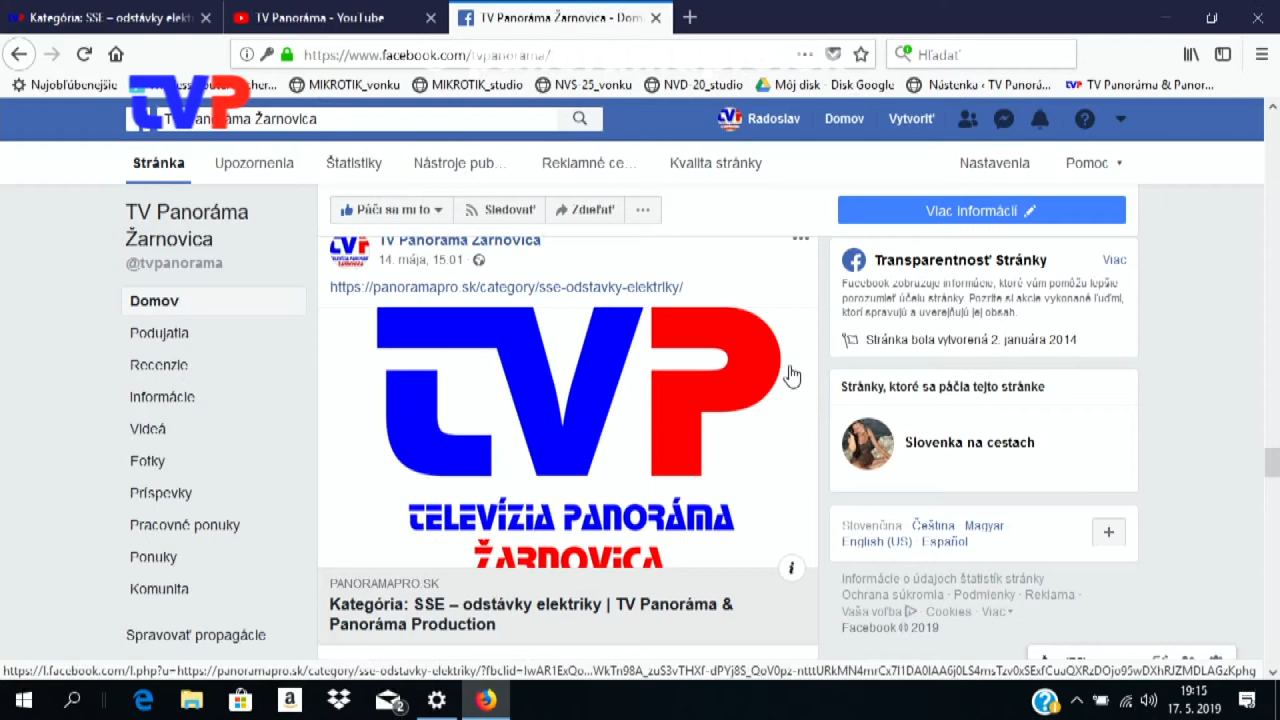 Kategória: SSE – odstávky elekt
TV Panoráma - YouTube
TV Panoráma Žarnovica - Dom
https://www.facebook.com/tvpanorama/
Hľadať
Najobľúbenejšie
MIKROTIK_vonku
MIKROTIK_studio
NVS-25_vonku
NVD-20_studio
Môj disk - Disk Google
Nástenka ‹ TV Panorá...
TV Panoráma & Panor...
TVP
Panoráma Žarnovica
Radoslav
Domov
Vytvoriť
Stránka
Upozornenia
Štatistiky
Nástroje pub...
Reklamné ce...
Kvalita stránky
Nastavenia
Pomoc
TV Panoráma
Žarnovica
@tvpanorama
Domov
Podujatia
Recenzie
Informácie
Videá
Fotky
Príspevky
Pracovné ponuky
Ponuky
Komunita
Spravovať propagácie
Páči sa mi to
Sledovať
Zdieľať
Viac informácií
TV Panoráma Žarnovica
14. mája, 15:01
https://panoramapro.sk/category/sse-odstavky-elektriky/
TVP
TELEVÍZIA PANORÁMA
ŽARNOVICA
PANORAMAPRO.SK
Kategória: SSE – odstávky elektriky | TV Panoráma &
Panoráma Production
Transparentnosť Stránky
Viac
Facebook zobrazuje informácie, ktoré vám pomôžu lepšie
porozumieť účelu stránky. Pozrite si akcie vykonané ľuďmi,
ktorí spravujú a uverejňujú jej obsah.
Stránka bola vytvorená 2. januára 2014
Stránky, ktoré sa páčia tejto stránke
Slovenka na cestach
Slovenčina · Čeština · Magyar ·
English (US) · Español
Informácie o údajoch štatistík stránky
Ochrana súkromia · Podmienky · Reklama ·
Vaša voľba · Cookies · Viac
Facebook © 2019
19:15
17. 5. 2019